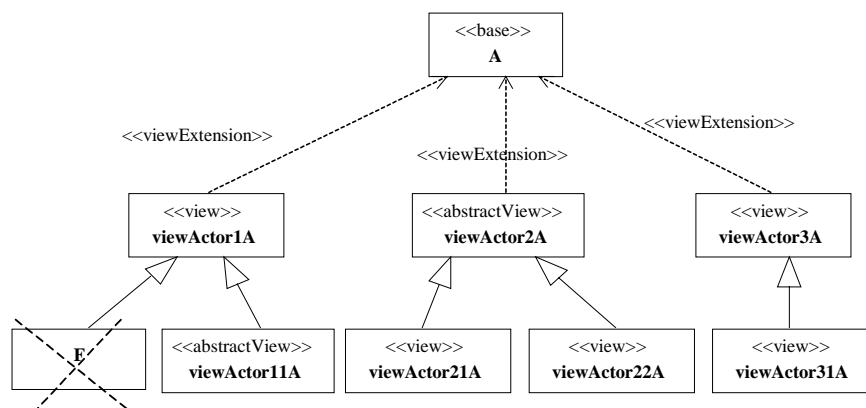 <<base>>
A
<<viewExtension>>
<<viewExtension>>
<<viewExtension>>
<<view>>
viewActor1A
<<abstractView>>
viewActor2A
<<view>>
viewActor3A
E
<<abstractView>>
viewActor11A
<<view>>
viewActor21A
<<view>>
viewActor22A
<<view>>
viewActor31A